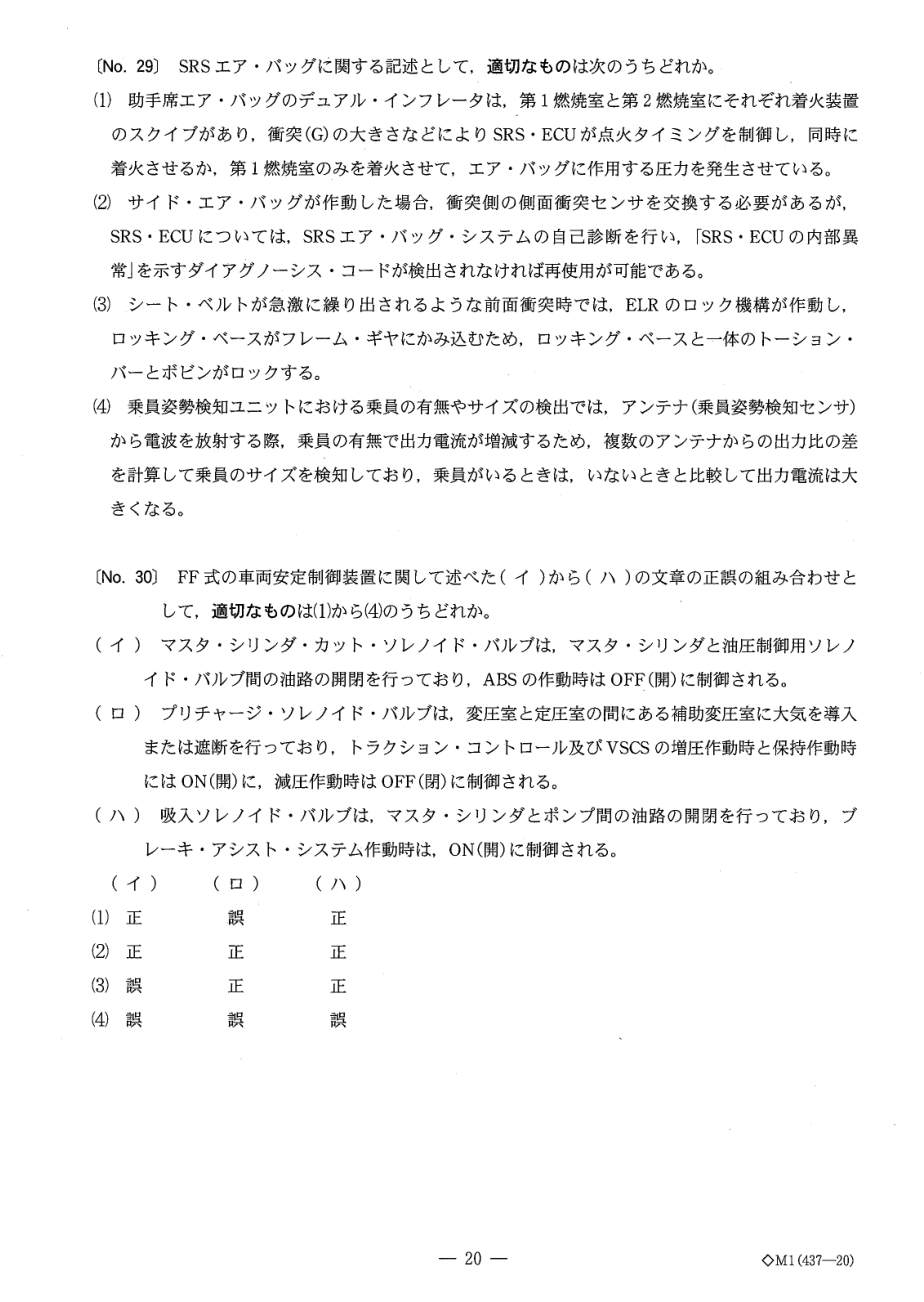 〔No. 29〕 SRSエア・バッグに関する記述として，適切なものは次のうちどれか。
⑴ 助手席エア・バッグのデュアル・インフレータは，第1燃焼室と第2燃焼室にそれぞれ着火装置
のスクイブがあり，衝突(G)の大きさなどによりSRS・ECUが点火タイミングを制御し，同時に
着火させるか，第1燃焼室のみを着火させて，エア・バッグに作用する圧力を発生させている。
⑵ サイド・エア・バッグが作動した場合，衝突側の側面衝突センサを交換する必要があるが，
SRS・ECUについては，SRSエア・バッグ・システムの自己診断を行い，「SRS・ECUの内部異
常」を示すダイアグノーシス・コードが検出されなければ再使用が可能である。
⑶ シート・ベルトが急激に繰り出されるような前面衝突時では，ELRのロック機構が作動し，
ロッキング・ベースがフレーム・ギヤにかみ込むため，ロッキング・ベースと一体のトーション・
バーとボビンがロックする。
⑷ 乗員姿勢検知ユニットにおける乗員の有無やサイズの検出では，アンテナ(乗員姿勢検知センサ)
から電波を放射する際，乗員の有無で出力電流が増減するため，複数のアンテナからの出力比の差
を計算して乗員のサイズを検知しており，乗員がいるときは，いないときと比較して出力電流は大
きくなる。
〔No. 30〕 FF式の車両安定制御装置に関して述べた(イ)から(ハ)の文章の正誤の組み合わせと
して，適切なものは⑴から⑷のうちどれか。
(イ) マスタ・シリンダ・カット・ソレノイド・バルブは，マスタ・シリンダと油圧制御用ソレノ
イド・バルブ間の油路の開閉を行っており，ABSの作動時はOFF(開)に制御される。
(ロ) プリチャージ・ソレノイド・バルブは，変圧室と定圧室の間にある補助変圧室に大気を導入
または遮断を行っており，トラクション・コントロール及びVSCSの増圧作動時と保持作動時
にはON(開)に，減圧作動時はOFF(閉)に制御される。
(ハ) 吸入ソレノイド・バルブは，マスタ・シリンダとポンプ間の油路の開閉を行っており，ブ
レーキ・アシスト・システム作動時は，ON(開)に制御される。
(イ) (ロ) (ハ)
⑴ 正 誤 正
⑵ 正 正 正
⑶ 誤 正 正
⑷ 誤 誤 誤
— 20 —
◇M1(437—20)